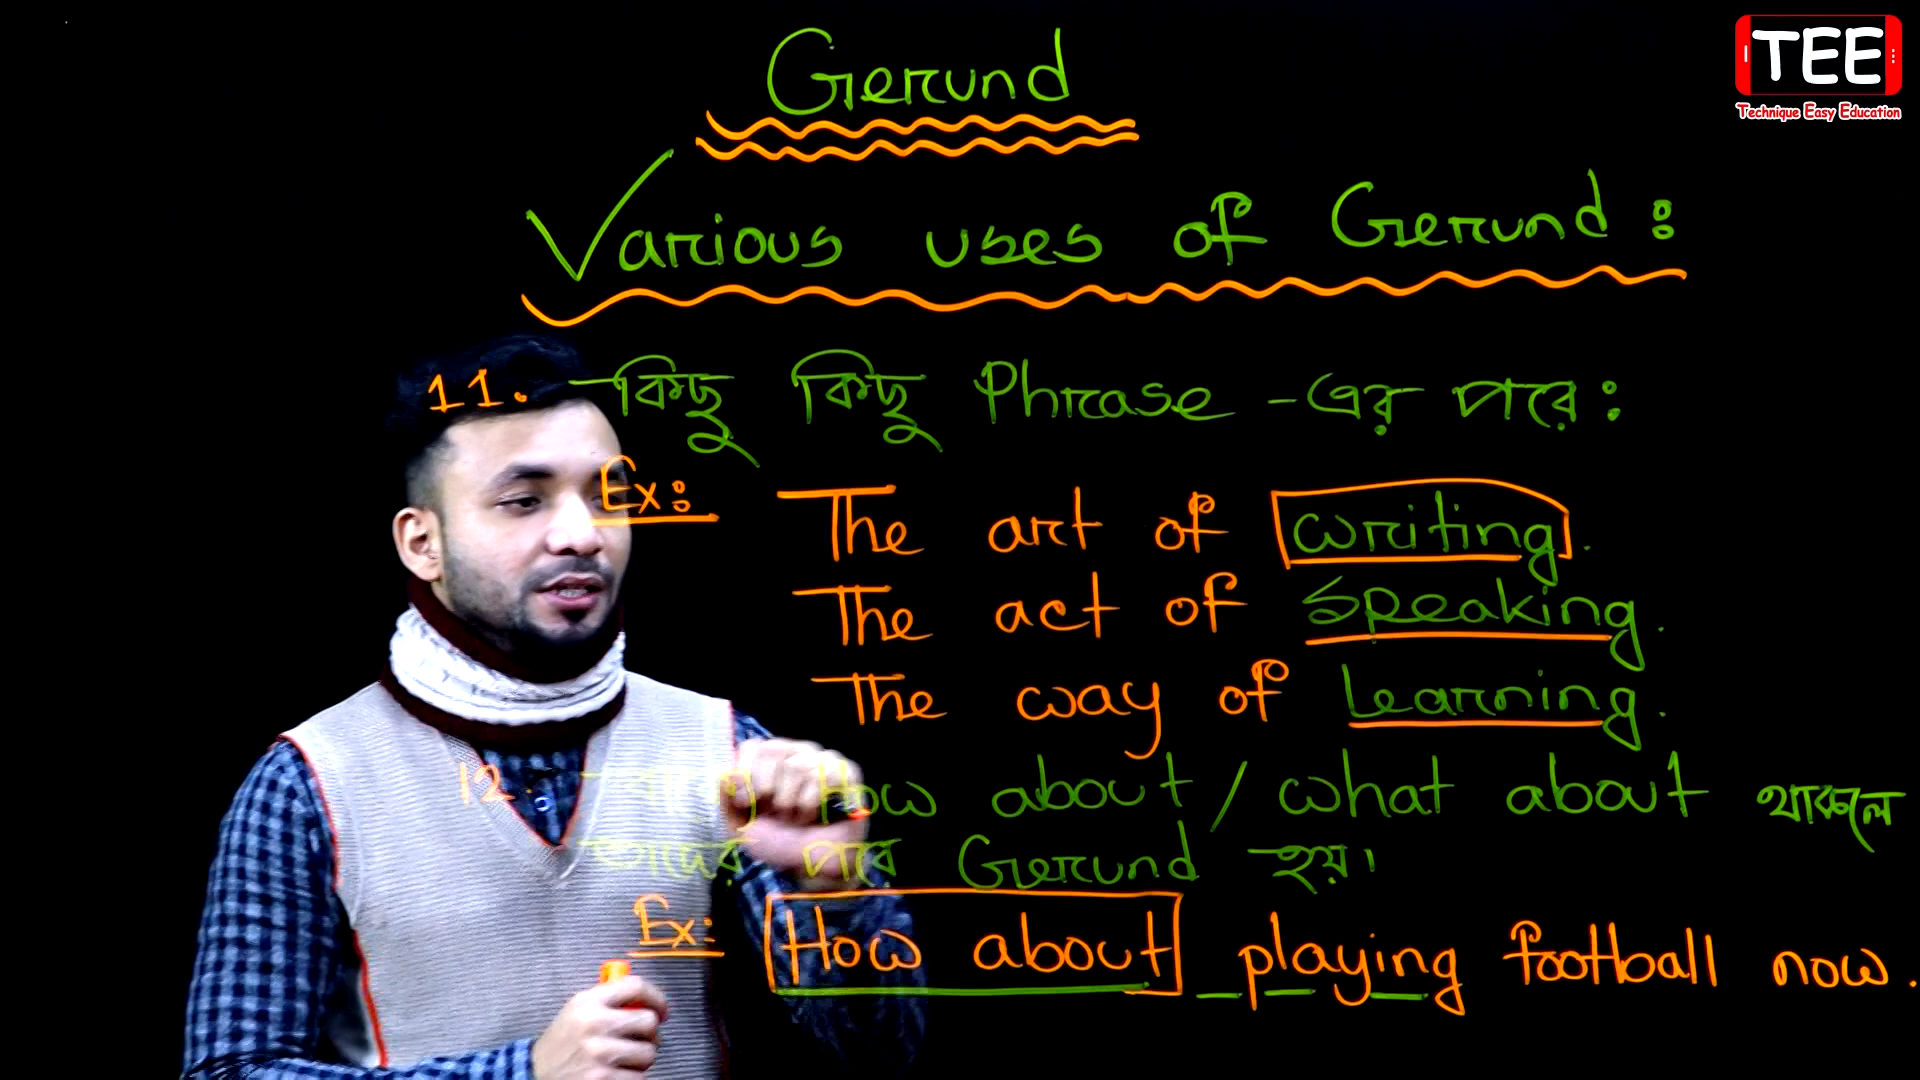 TEE
Technique Easy Education
Gerund
Various uses of Gerund:
11. কিছু কিছু Phrase - এর পরে:
Ex: The art of writing.
The act of speaking.
The way of Learning.
12. How about / what about থাকলে
তাদের পরে Gerund হয়।
Ex: How about playing football now.